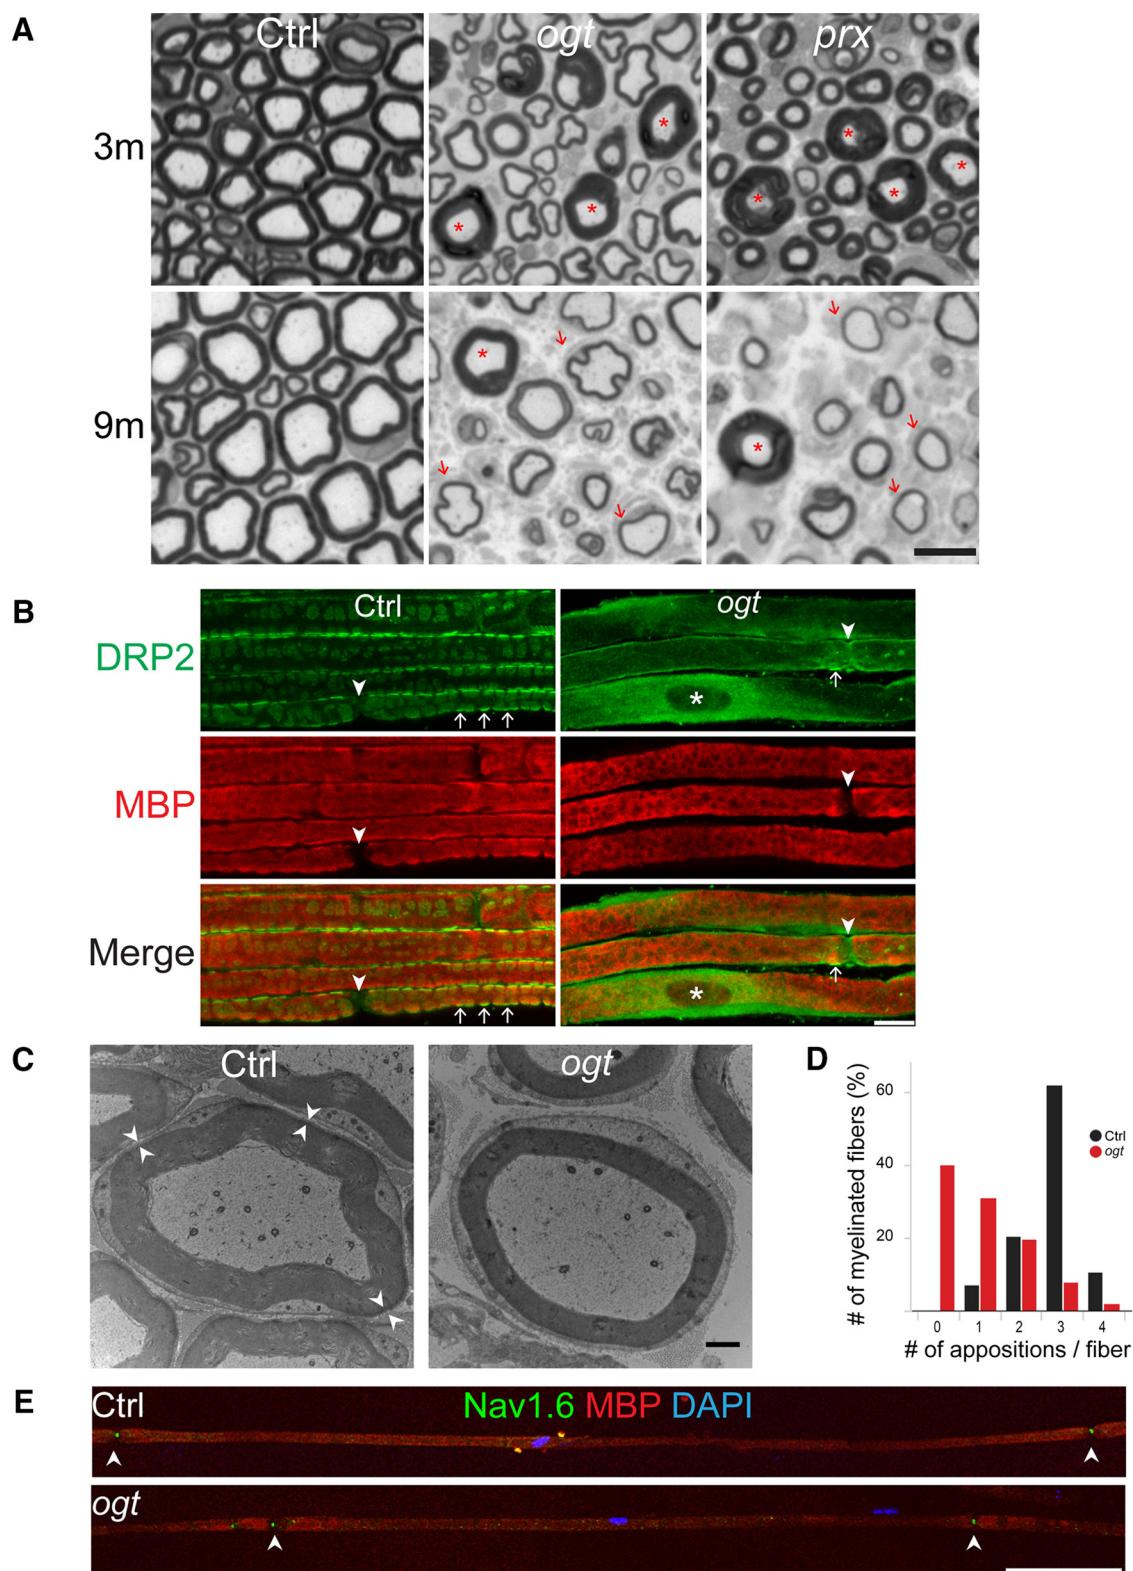 A
Ctrl
ogt
prx
3m
*
*
*
*
*
*
*
9m
*
*
B
Ctrl
ogt
DRP2
*
MBP
Merge
*
C
Ctrl
ogt
D
# of myelinated fibers (%)
60
40
20
Ctrl
ogt
0 1 2 3 4
# of appositions / fiber
E
Ctrl
Nav1.6 MBP DAPI
ogt